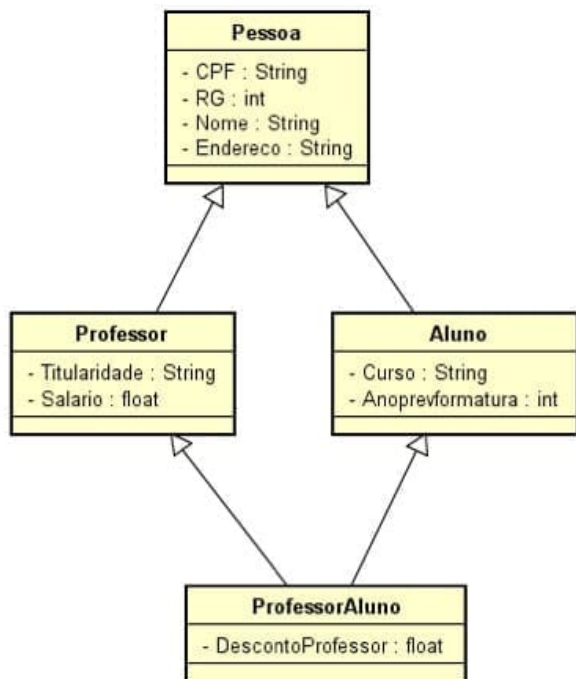 Pessoa
- CPF : String
- RG : int
- Nome : String
- Endereco : String
Professor
- Titularidade : String
- Salario : float
Aluno
- Curso : String
- Anoprevformatura : int
ProfessorAluno
- DescontoProfessor : float